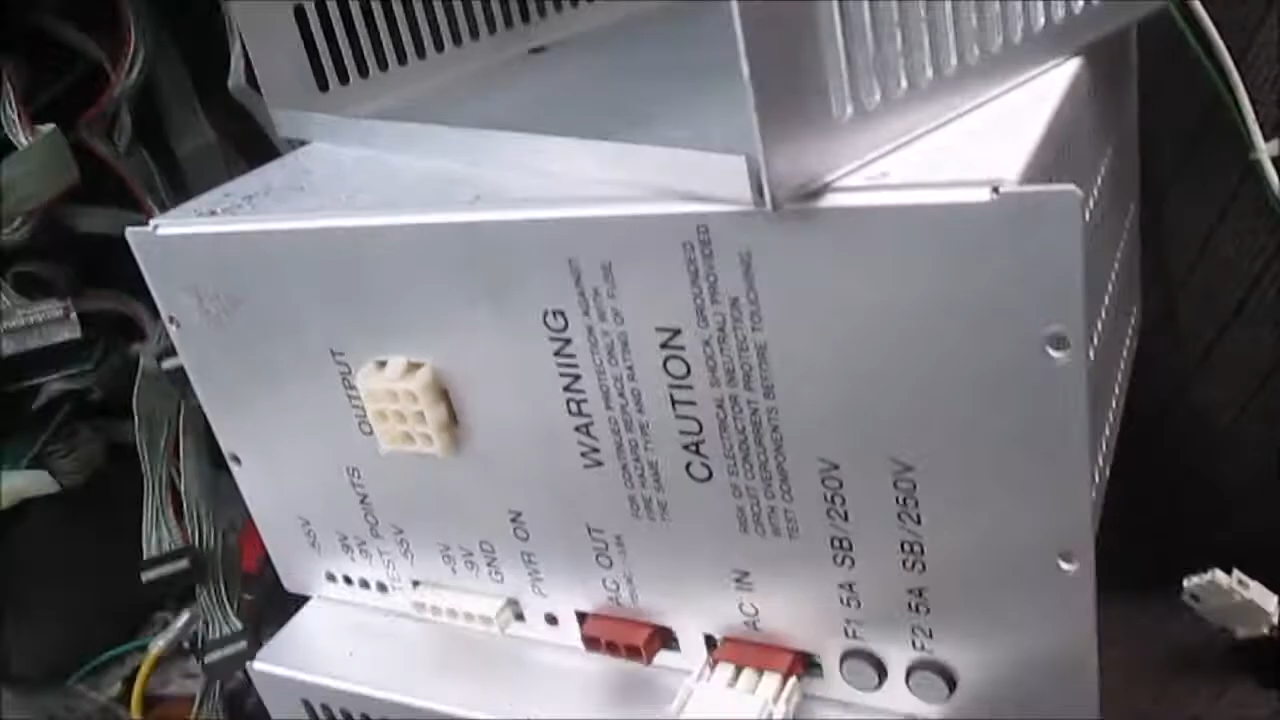 OUTPUT
-9V
-9V
TEST POINTS
+9V
-9V
GND
PWR ON
WARNING
FOR CONTINUED PROTECTION AGAINST
FIRE HAZARD REPLACE ONLY WITH
THE SAME TYPE AND RATING OF FUSE
AC OUT
CAUTION
RISK OF ELECTRICAL SHOCK, GROUNDED
CIRCUIT CONDUCTOR (NEUTRAL) PROVIDED
WITH OVERCURRENT PROTECTION
TEST COMPONENTS BEFORE TOUCHING
AC IN
F1 5A SB/250V
F2 5A SB/250V